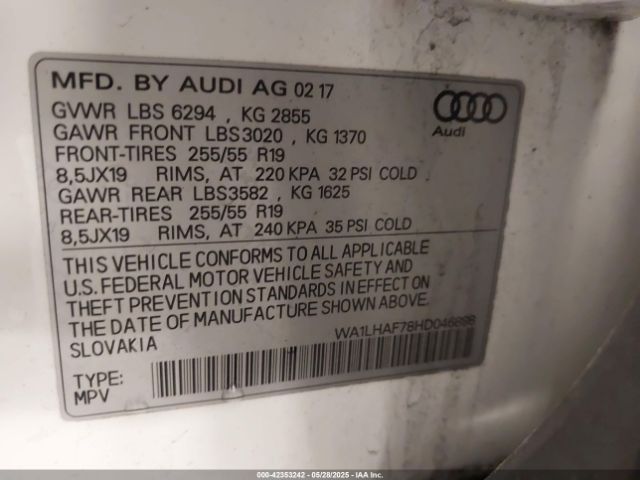 MFD. BY AUDI AG 02 17
GVWR LBS 6294 , KG 2855
GAWR FRONT LBS3020 , KG 1370
FRONT-TIRES 255/55 R19
8,5JX19 RIMS, AT 220 KPA 32 PSI COLD
GAWR REAR LBS3582 , KG 1625
REAR-TIRES 255/55 R19
8,5JX19 RIMS, AT 240 KPA 35 PSI COLD
Audi
THIS VEHICLE CONFORMS TO ALL APPLICABLE
U.S. FEDERAL MOTOR VEHICLE SAFETY AND
THEFT PREVENTION STANDARDS IN EFFECT ON
THE DATE OF MANUFACTURE SHOWN ABOVE.
SLOVAKIA
TYPE:
MPV
000-42353242 - 05/28/2025 - IAA Inc.